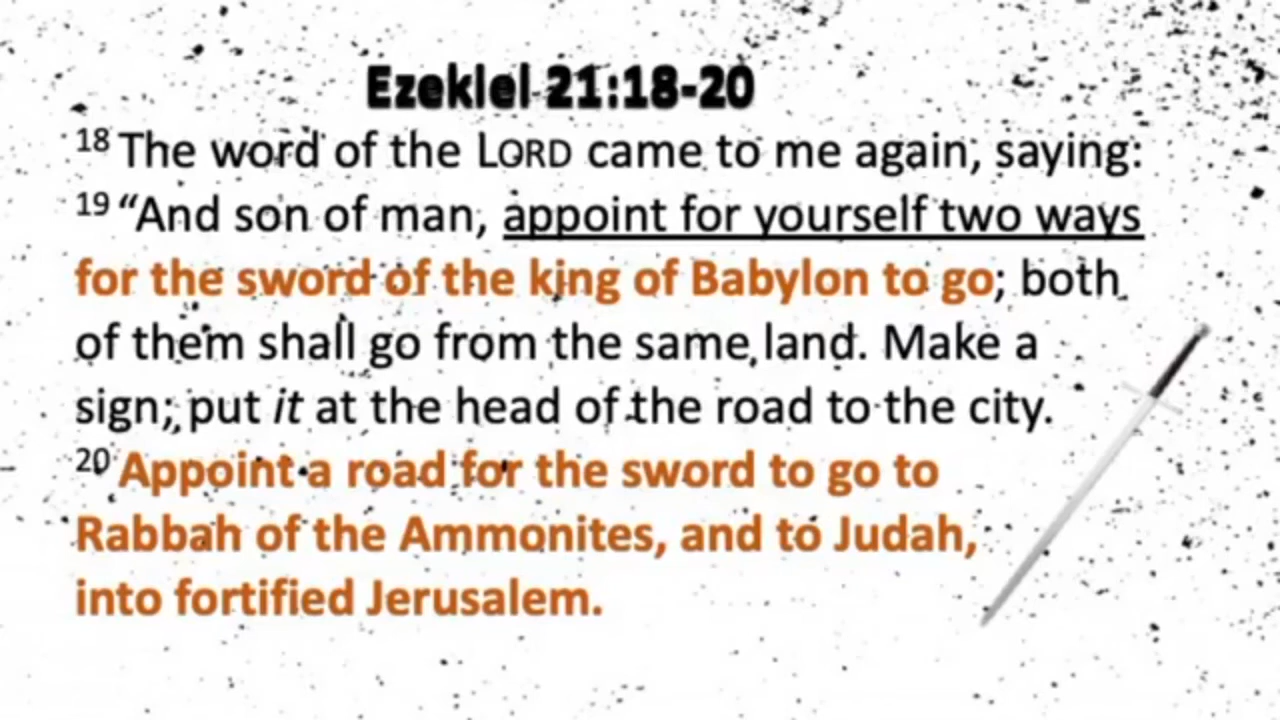 Ezekiel 21:18-20
18 The word of the LORD came to me again, saying:
19 “And son of man, appoint for yourself two ways
for the sword of the king of Babylon to go; both
of them shall go from the same land. Make a
sign; put it at the head of the road to the city.
20 Appoint a road for the sword to go to
Rabbah of the Ammonites, and to Judah,
into fortified Jerusalem.